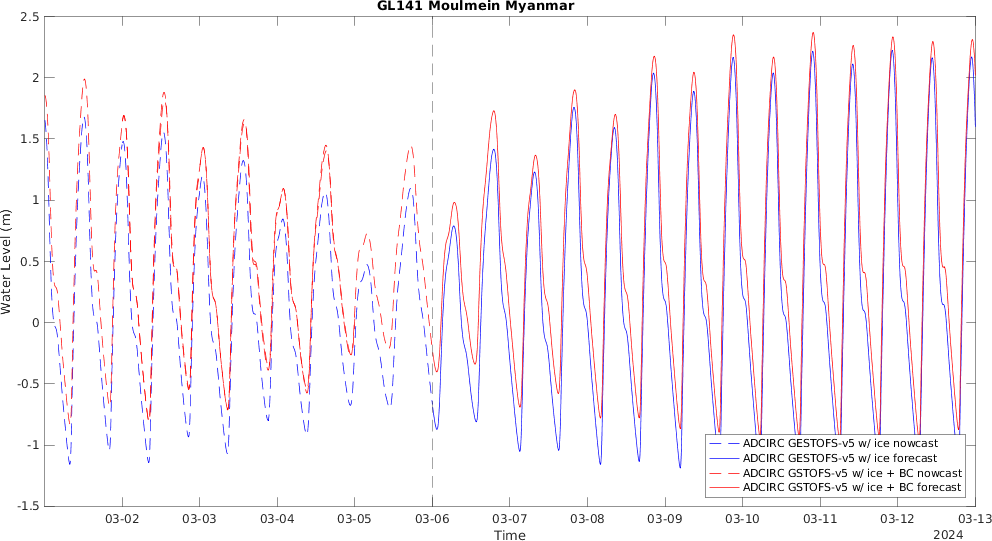 GL141 Moulmein Myanmar
2.5
2
1.5
1
0.5
0
-0.5
-1
-1.5
Water Level (m)
03-02 03-03 03-04 03-05 03-06 03-07 03-08 03-09 03-10 03-11 03-12 03-13
Time
2024
ADCIRC GESTOFS-v5 w/ ice nowcast
ADCIRC GESTOFS-v5 w/ ice forecast
ADCIRC GSTOFS-v5 w/ ice + BC nowcast
ADCIRC GSTOFS-v5 w/ ice + BC forecast